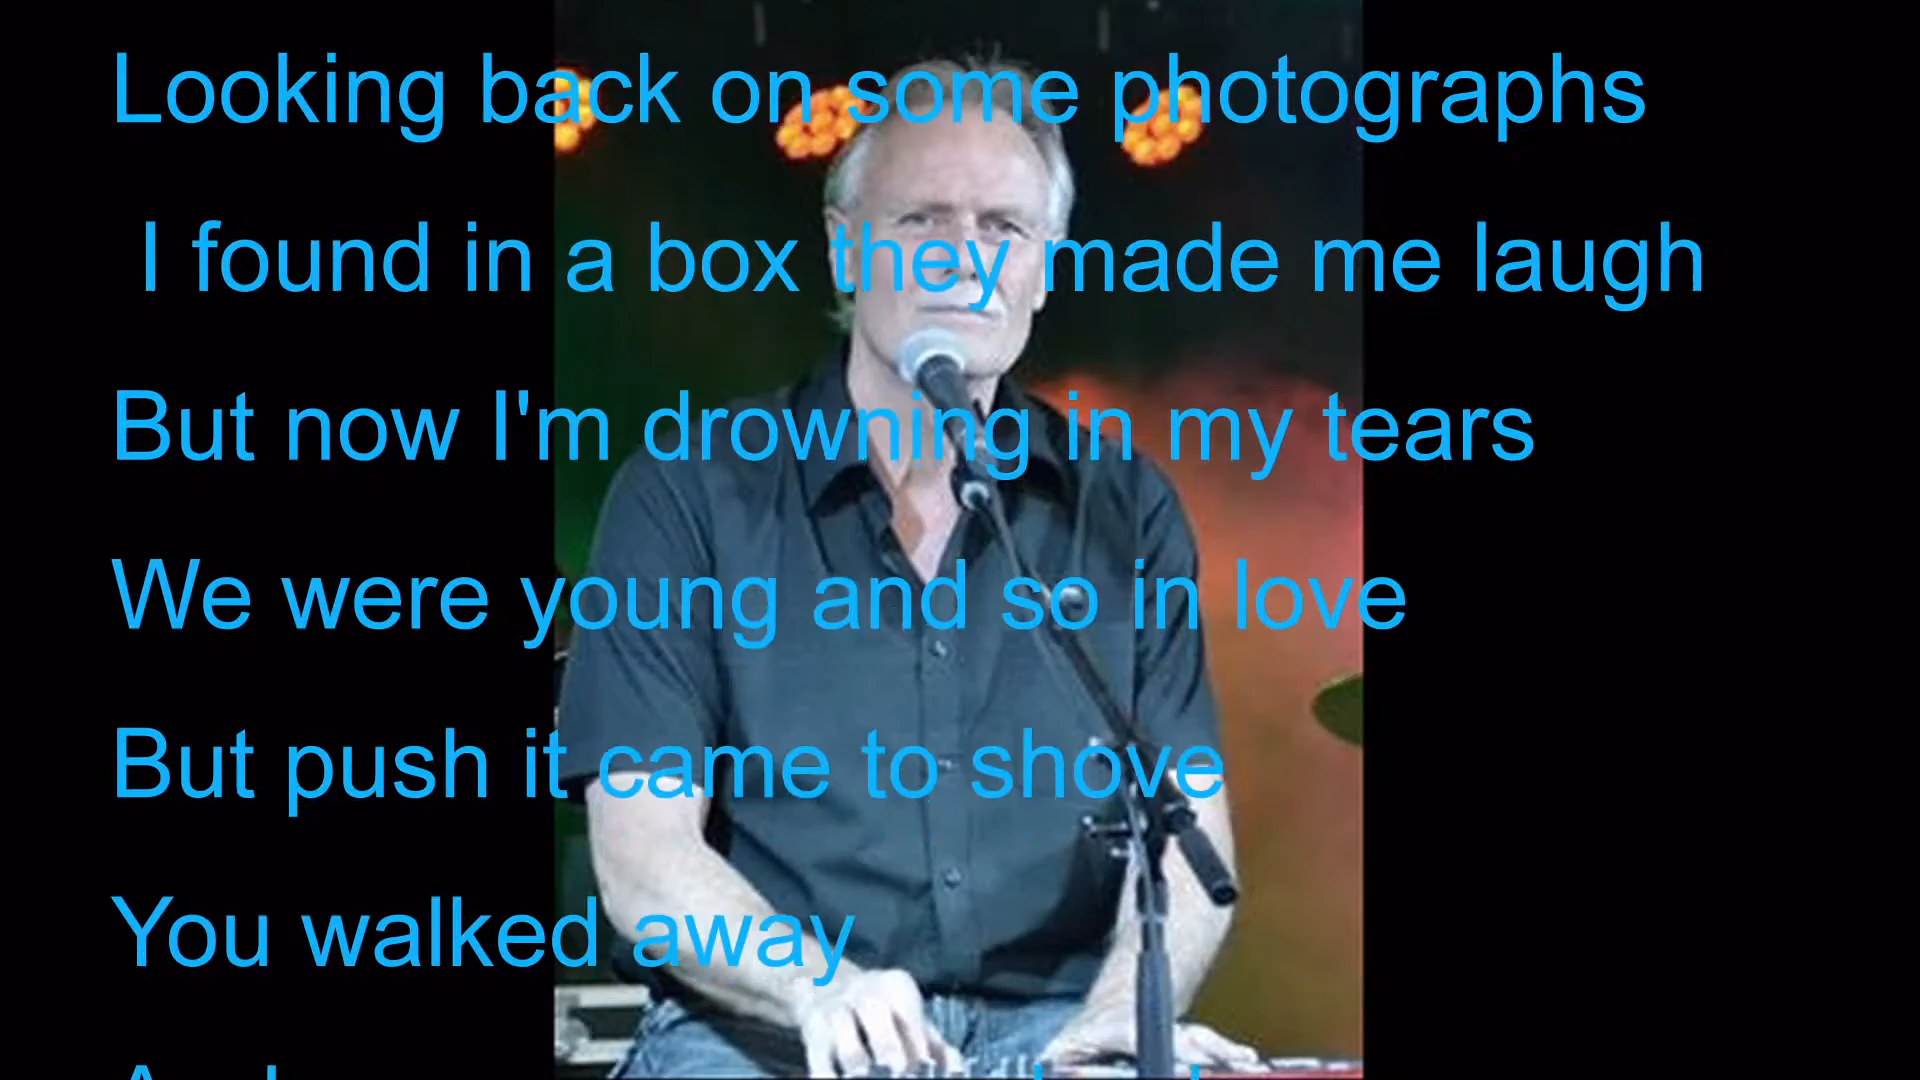 Looking back on some photographs
I found in a box they made me laugh
But now I'm drowning in my tears
We were young and so in love
But push it came to shove
You walked away